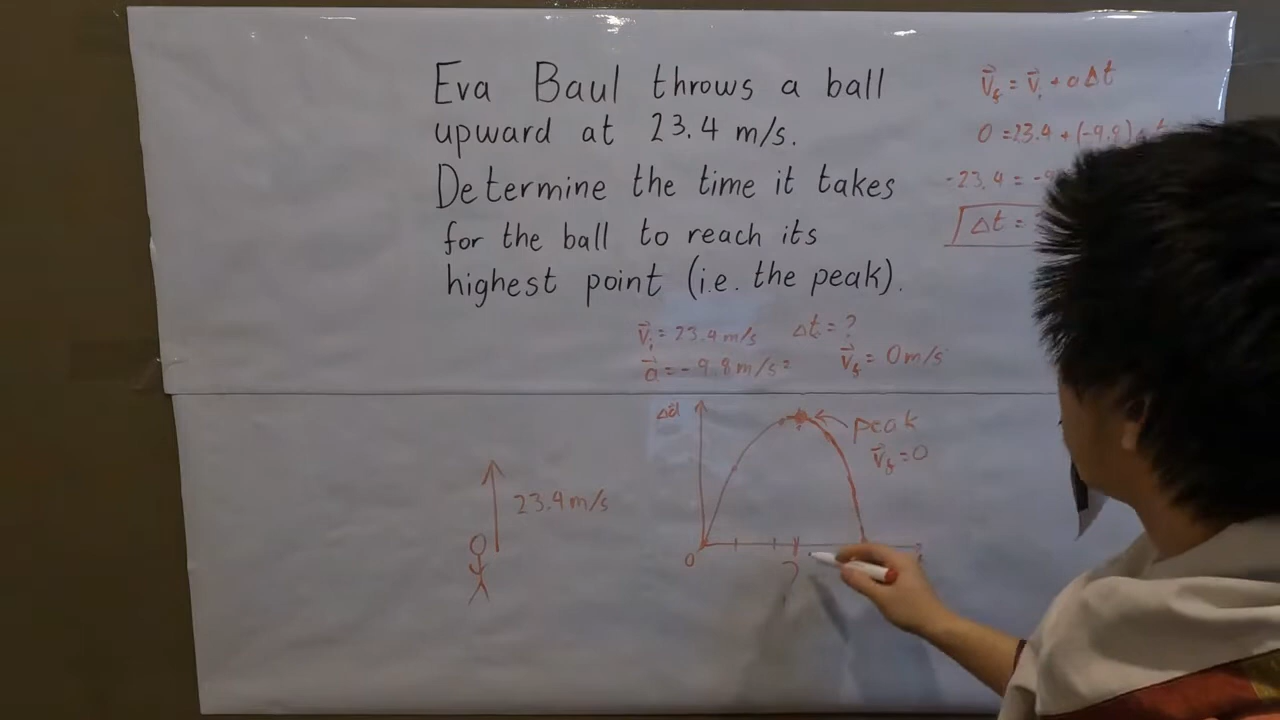 Eva Baul throws a ball
upward at 23.4 m/s.
Determine the time it takes
for the ball to reach its
highest point (i.e. the peak).
V⃗f = V⃗i + aΔt
0 = 23.4 + (-9.8)
-23.4 = -9
Δt =
V⃗i = 23.4 m/s Δt = ?
a⃗ = -9.8 m/s² V⃗f = 0 m/s
Δd⃗
peak
V⃗f = 0
23.4 m/s
0
?